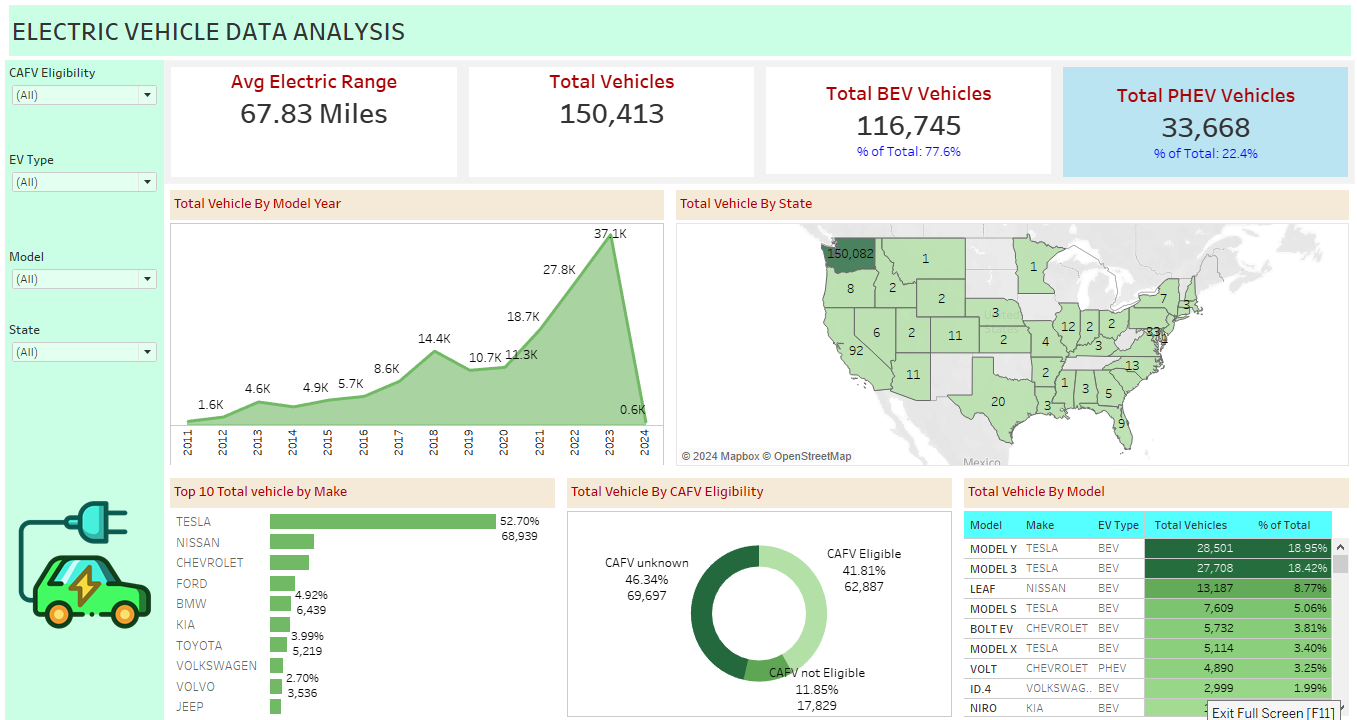 ELECTRIC VEHICLE DATA ANALYSIS
CAFV Eligibility
(All)
EV Type
(All)
Model
(All)
State
(All)
Avg Electric Range
67.83 Miles
Total Vehicles
150,413
Total BEV Vehicles
116,745
% of Total: 77.6%
Total PHEV Vehicles
33,668
% of Total: 22.4%
Total Vehicle By Model Year
1.6K
4.6K
4.9K
5.7K
8.6K
14.4K
10.7K
11.3K
18.7K
27.8K
37.1K
0.6K
2011 2012 2013 2014 2015 2016 2017 2018 2019 2020 2021 2022 2023 2024
Total Vehicle By State
150,082 1 1
8 2 2 7 3
3
6 2 11 2 12 2 2 33
92 4 3
11 2 13
20 3 1 3 5
9
© 2024 Mapbox © OpenStreetMap
Mexico
Top 10 Total vehicle by Make
TESLA 52.70%
68,939
NISSAN
CHEVROLET
FORD
4.92%
BMW 6,439
KIA
3.99%
TOYOTA 5,219
VOLKSWAGEN
2.70%
VOLVO 3,536
JEEP
Total Vehicle By CAFV Eligibility
CAFV unknown
46.34%
69,697
CAFV Eligible
41.81%
62,887
CAFV not Eligible
11.85%
17,829
Total Vehicle By Model
Model Make EV Type Total Vehicles % of Total
MODEL Y TESLA BEV 28,501 18.95%
MODEL 3 TESLA BEV 27,708 18.42%
LEAF NISSAN BEV 13,187 8.77%
MODEL S TESLA BEV 7,609 5.06%
BOLT EV CHEVROLET BEV 5,732 3.81%
MODEL X TESLA BEV 5,114 3.40%
VOLT CHEVROLET PHEV 4,890 3.25%
ID.4 VOLKSWAG.. BEV 2,999 1.99%
NIRO KIA BEV
Exit Full Screen [F11]